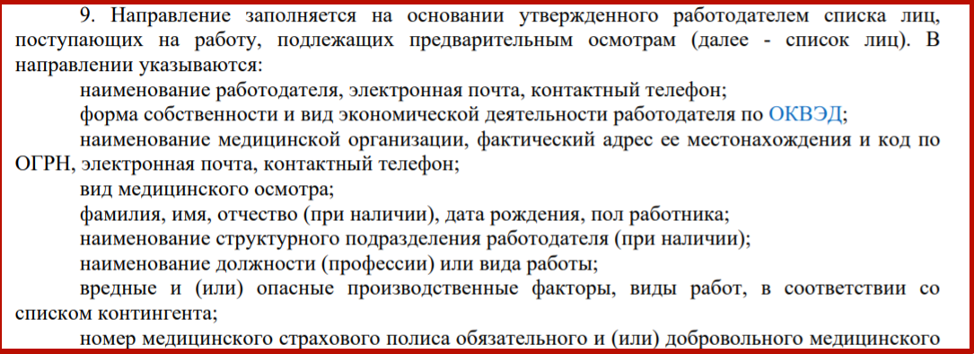 9. Направление заполняется на основании утвержденного работодателем списка лиц,
поступающих на работу, подлежащих предварительным осмотрам (далее - список лиц). В
направлении указываются:
наименование работодателя, электронная почта, контактный телефон;
форма собственности и вид экономической деятельности работодателя по ОКВЭД;
наименование медицинской организации, фактический адрес ее местонахождения и код по
ОГРН, электронная почта, контактный телефон;
вид медицинского осмотра;
фамилия, имя, отчество (при наличии), дата рождения, пол работника;
наименование структурного подразделения работодателя (при наличии);
наименование должности (профессии) или вида работы;
вредные и (или) опасные производственные факторы, виды работ, в соответствии со
списком контингента;
номер медицинского страхового полиса обязательного и (или) добровольного медицинского